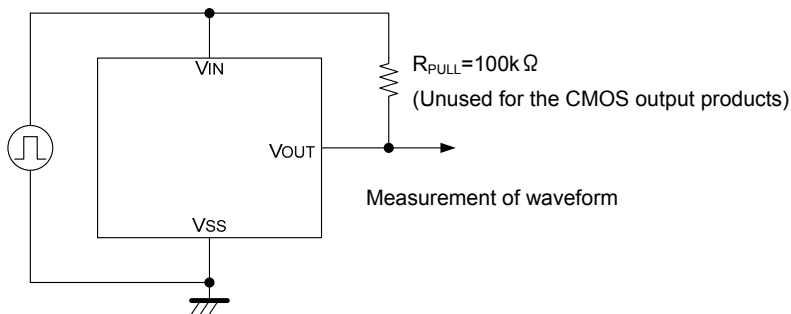 VIN
RPULL=100kΩ
(Unused for the CMOS output products)
VOUT
Measurement of waveform
VSS